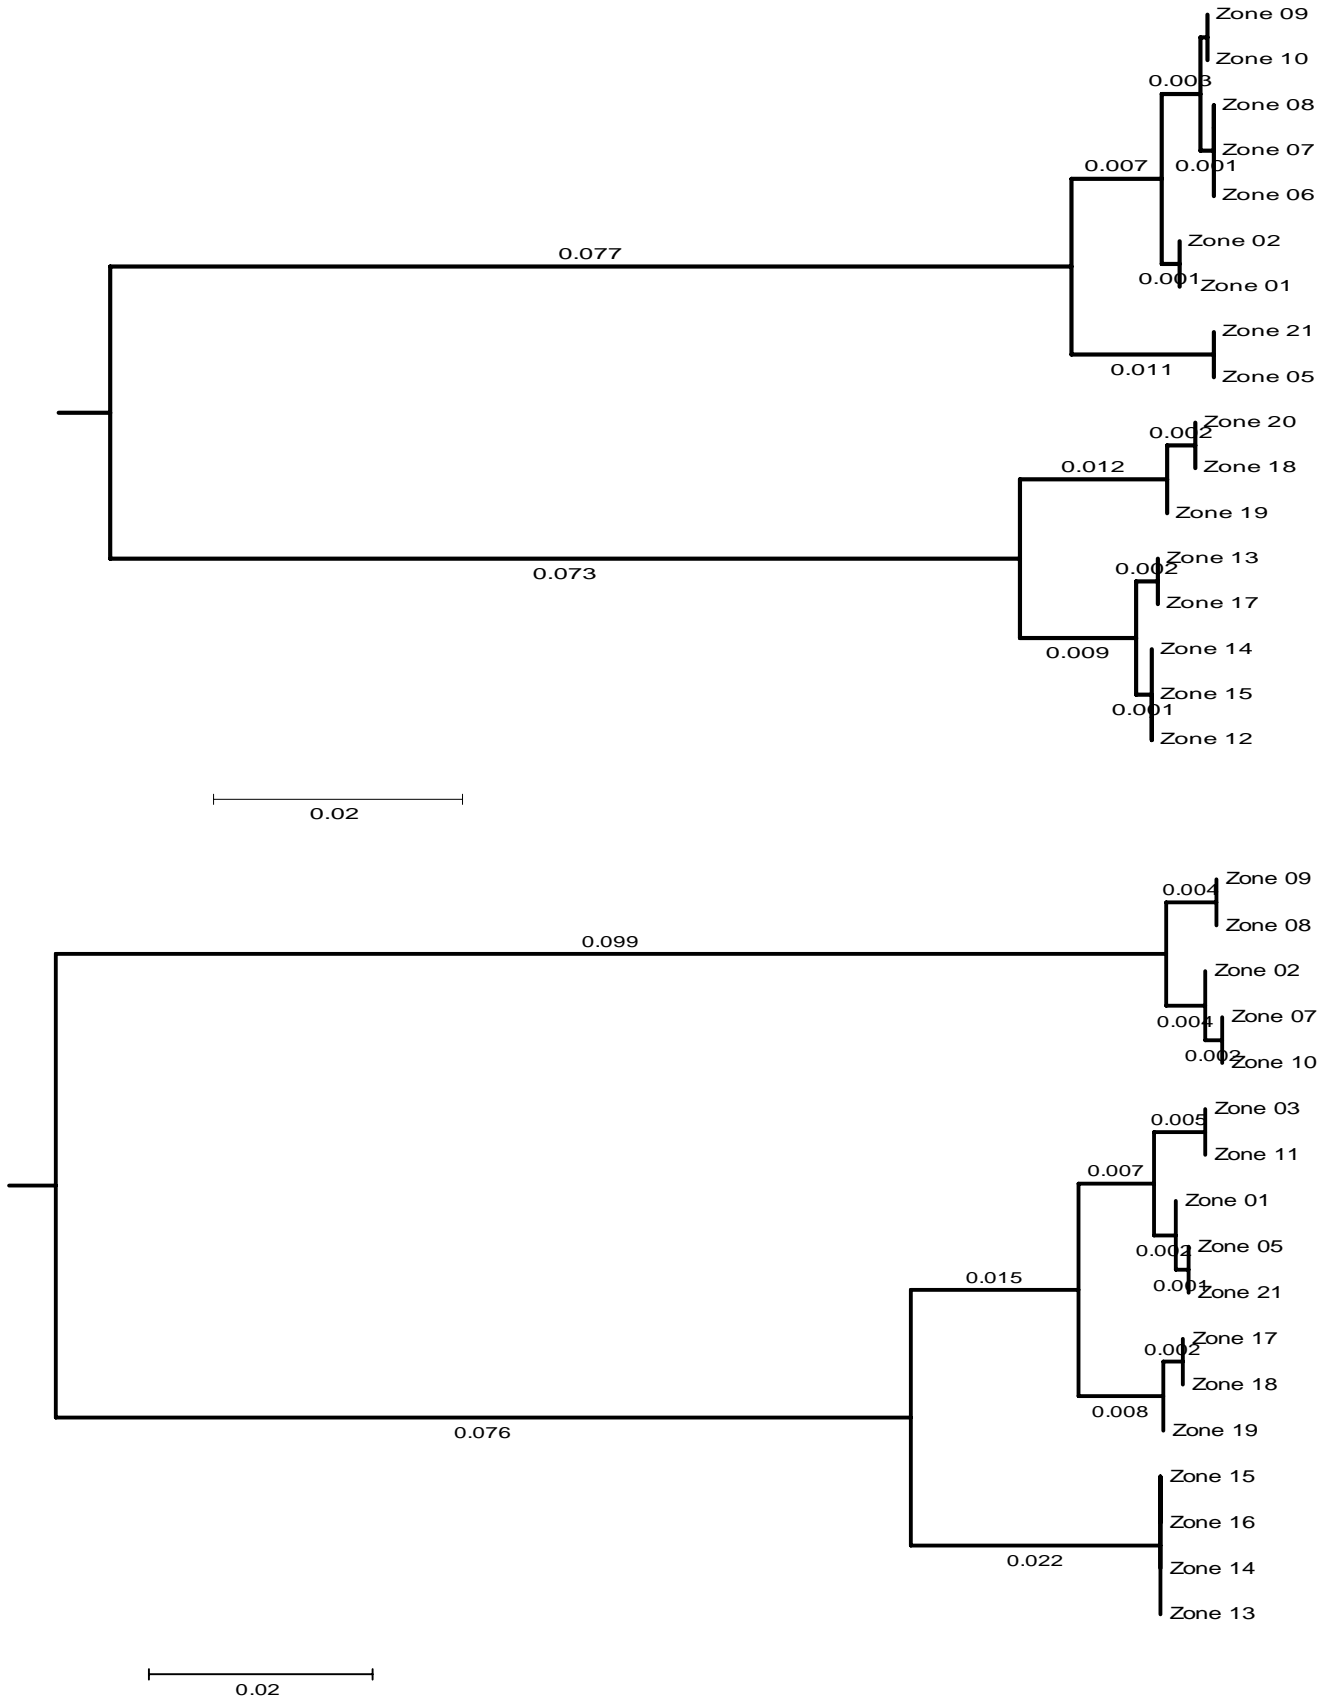 Zone 09
Zone 10
0.003
Zone 08
Zone 07
0.007
0.001
Zone 06
Zone 02
0.077
0.001
Zone 01
Zone 21
0.011
Zone 05
Zone 20
0.002
0.012
Zone 18
Zone 19
Zone 13
0.002
0.073
Zone 17
0.009
Zone 14
Zone 15
0.001
Zone 12
0.02
Zone 09
0.004
Zone 08
0.099
Zone 02
Zone 07
0.004
0.002
Zone 10
Zone 03
0.005
Zone 11
0.007
Zone 01
Zone 05
0.002
0.015
0.001
Zone 21
Zone 17
0.002
Zone 18
0.008
Zone 19
0.076
Zone 15
Zone 16
0.022
Zone 14
Zone 13
0.02